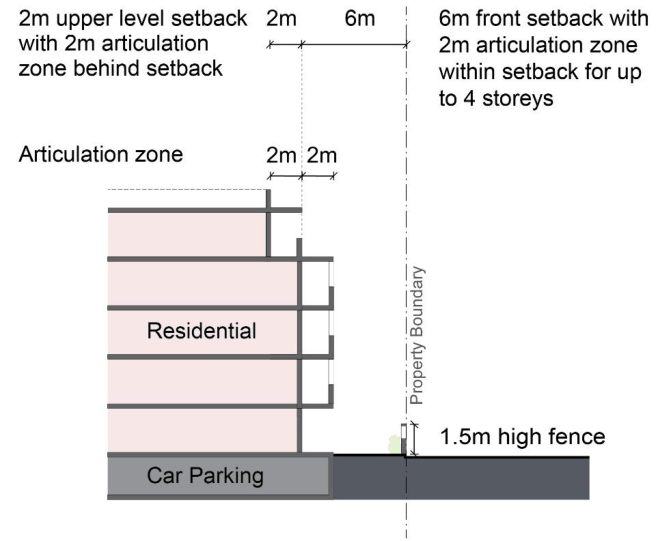 2m upper level setback
with 2m articulation
zone behind setback
2m 6m
6m front setback with
2m articulation zone
within setback for up
to 4 storeys
Articulation zone
2m 2m
Property Boundary
Residential
1.5m high fence
Car Parking